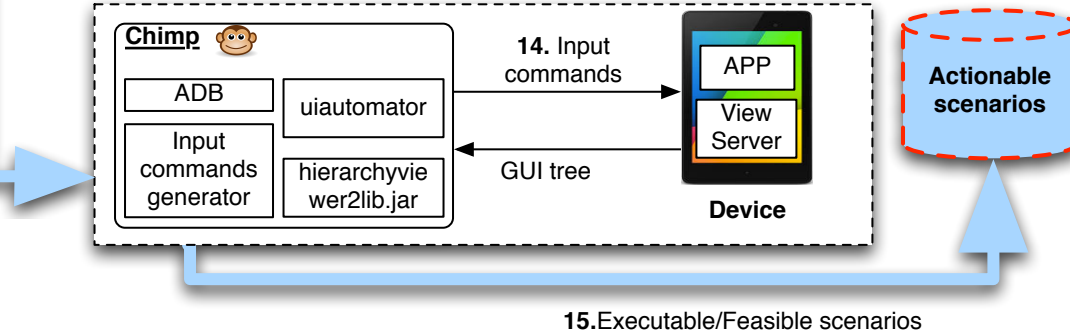 Chimp
ADB
Input
commands
generator
uiautomator
hierarchyvie
wer2lib.jar
14. Input
commands
GUI tree
APP
View
Server
Device
Actionable
scenarios
15.Executable/Feasible scenarios